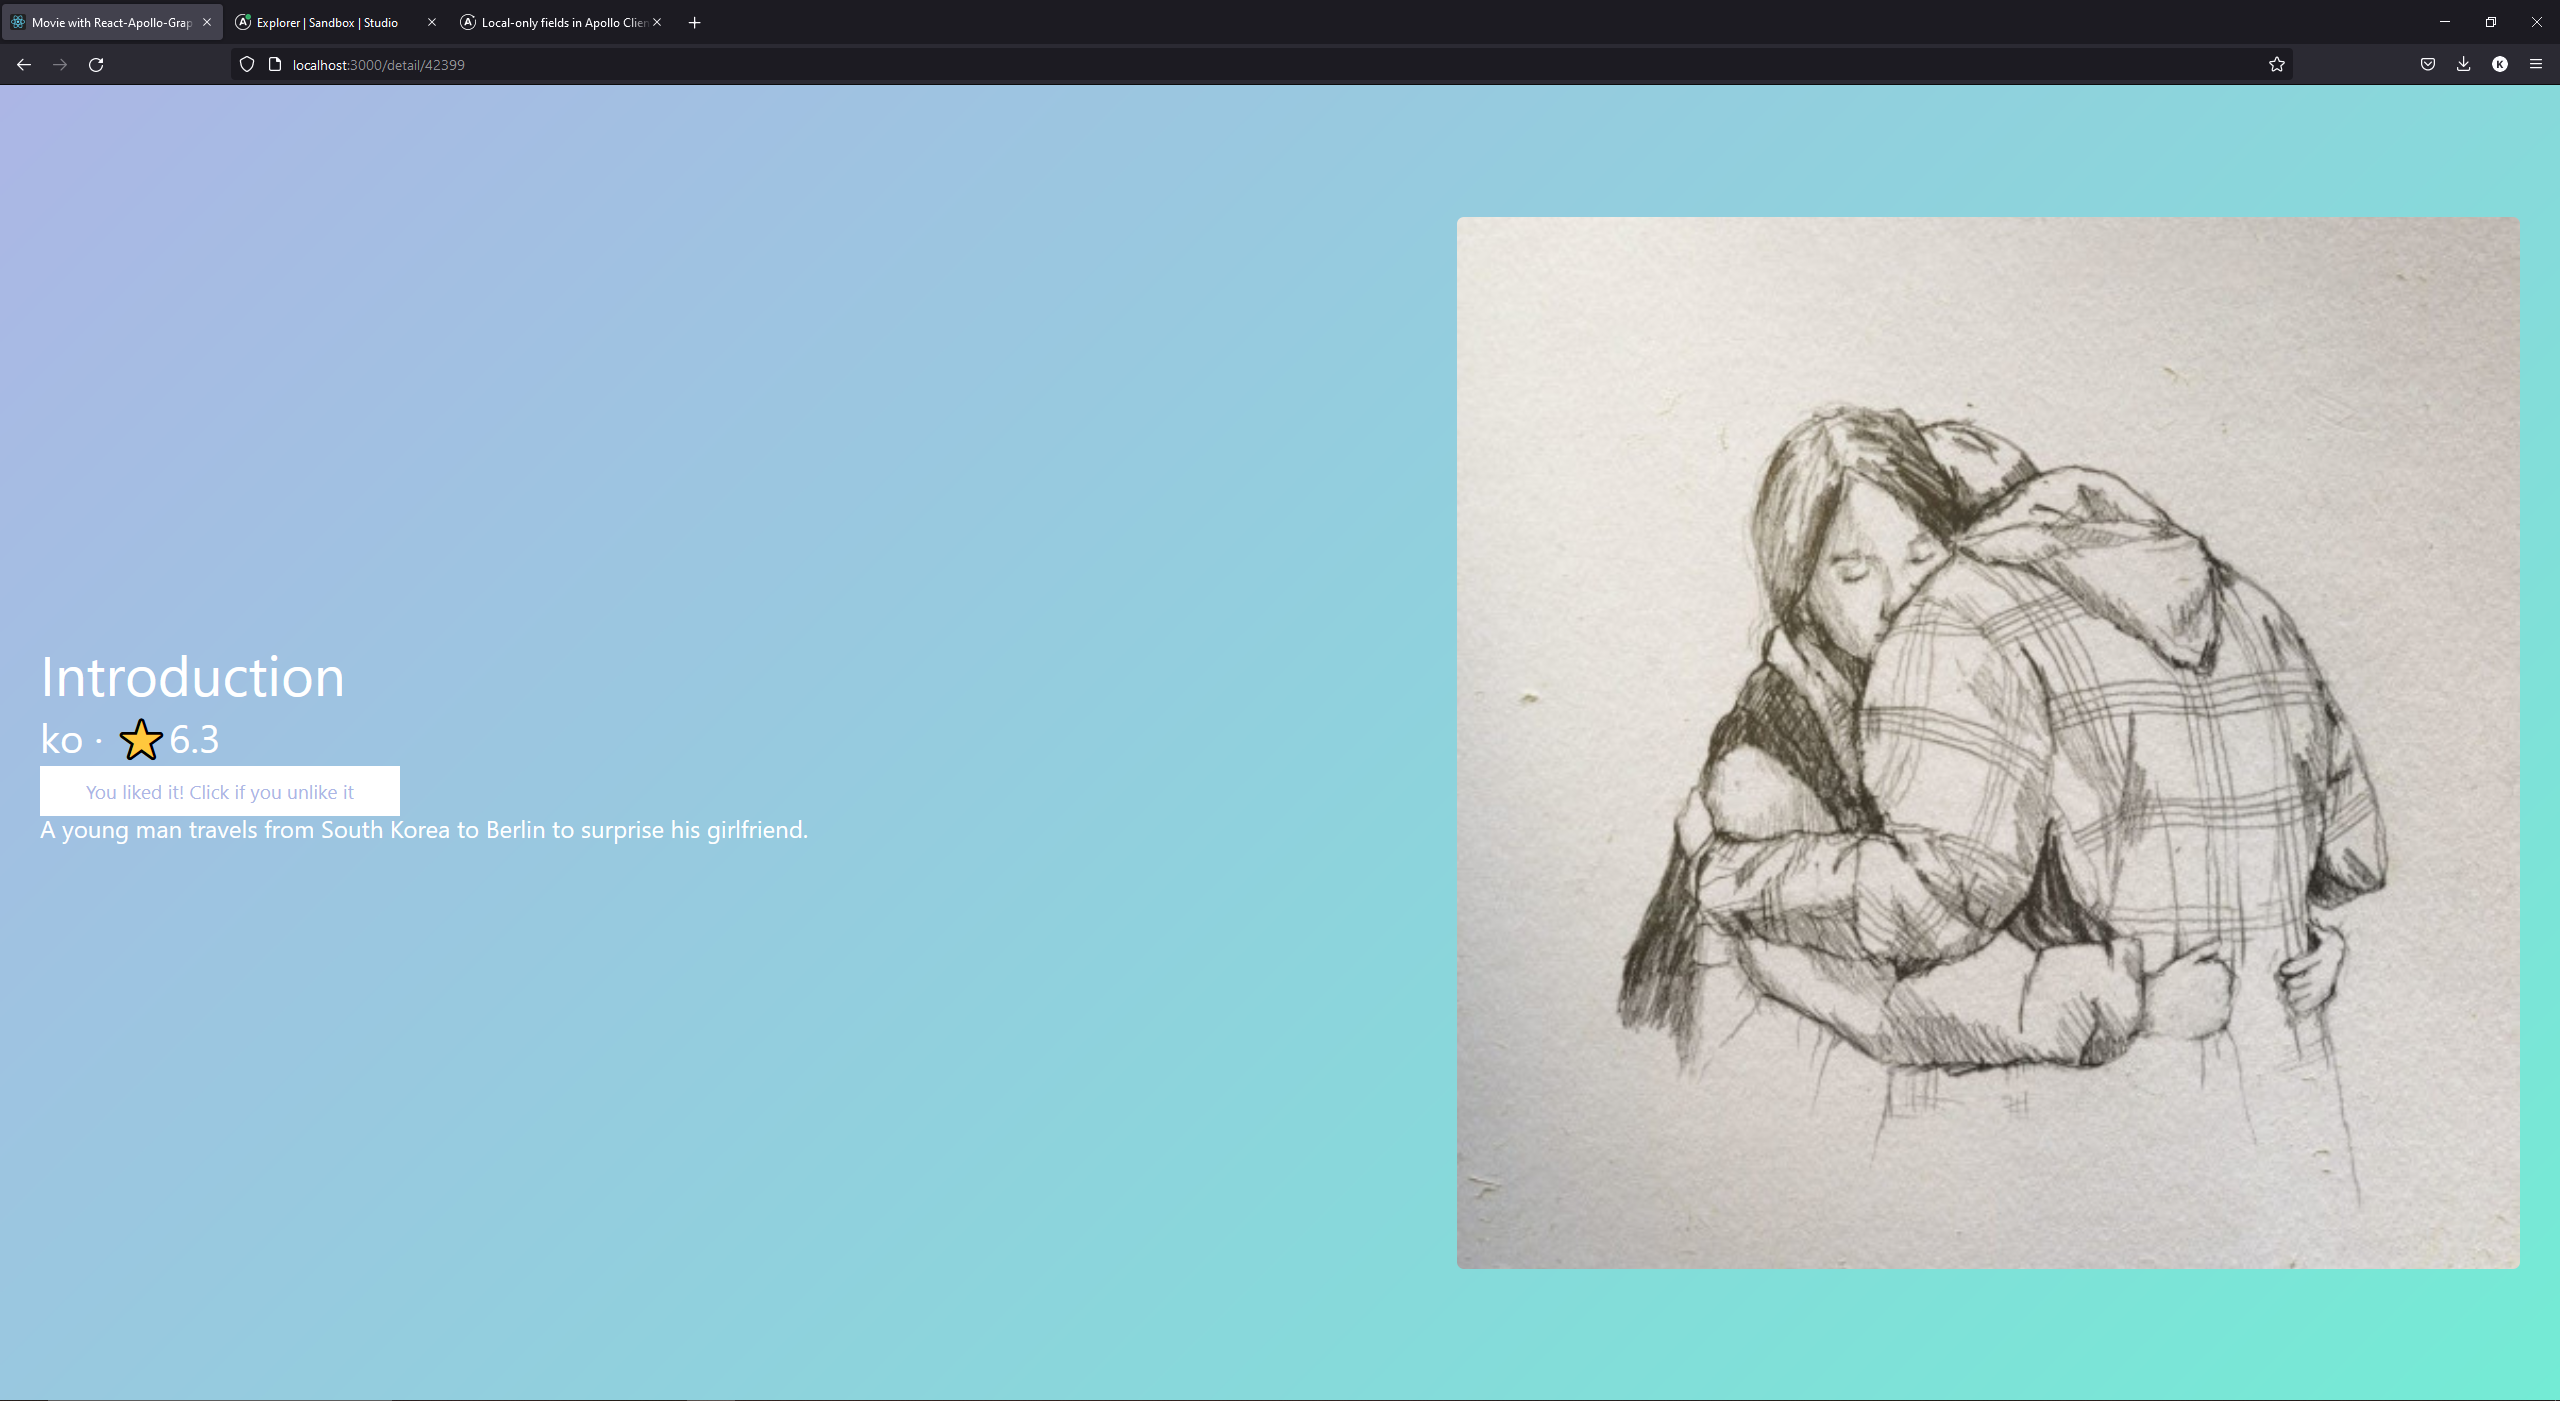 Movie with React-Apollo-Grap
Explorer | Sandbox | Studio
Local-only fields in Apollo Clien
localhost:3000/detail/42399
K
Introduction
ko · ⭐6.3
You liked it! Click if you unlike it
A young man travels from South Korea to Berlin to surprise his girlfriend.